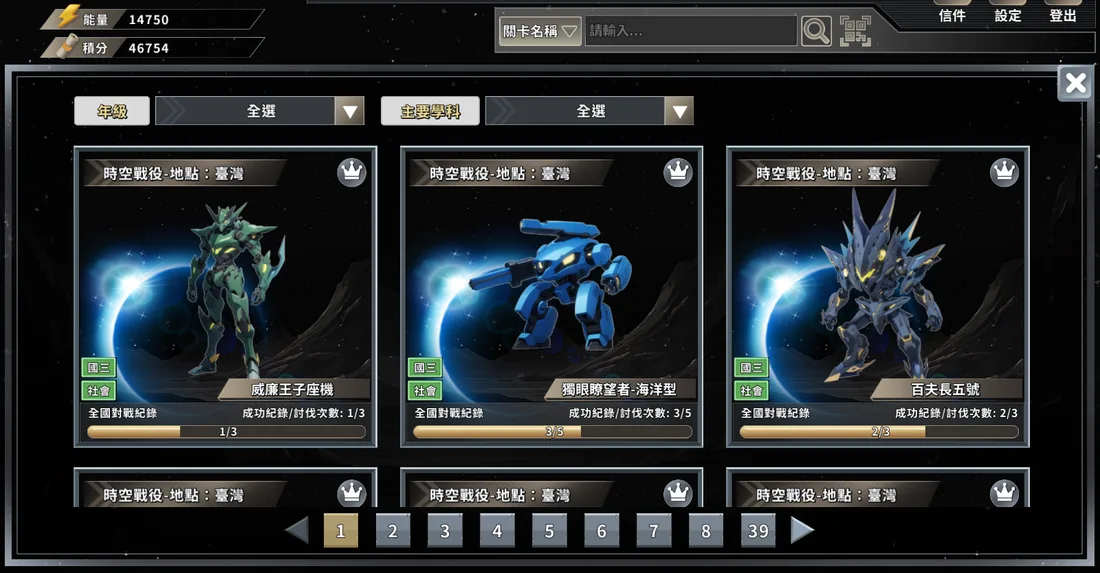 能量 14750
積分 46754
關卡名稱 請輸入...
信件 設定 登出
年級 全選 主要學科 全選
時空戰役-地點：臺灣
國三
社會
威廉王子座機
全國對戰紀錄 成功紀錄/討伐次數: 1/3
1/3
時空戰役-地點：臺灣
國三
社會
獨眼瞭望者-海洋型
全國對戰紀錄 成功紀錄/討伐次數: 3/5
3/5
時空戰役-地點：臺灣
國三
社會
百夫長五號
全國對戰紀錄 成功紀錄/討伐次數: 2/3
2/3
時空戰役-地點：臺灣
時空戰役-地點：臺灣
時空戰役-地點：臺灣
1 2 3 4 5 6 7 8 39